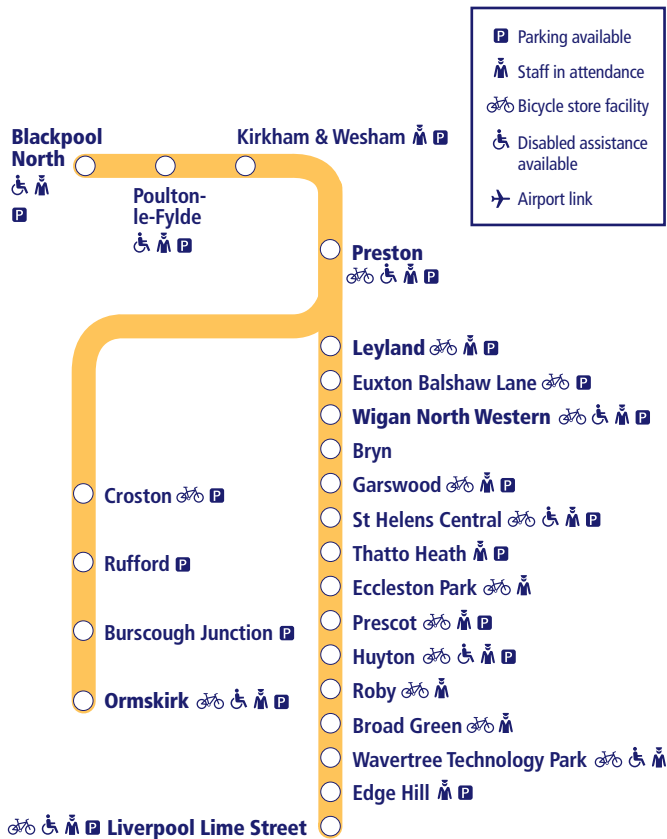 P Parking available
Staff in attendance
Bicycle store facility
Disabled assistance
available
Airport link
Blackpool
North
P
Kirkham & Wesham P
Poulton-
le-Fylde
P
Preston
P
Leyland P
Euxton Balshaw Lane P
Wigan North Western P
Bryn
Garswood P
St Helens Central P
Thatto Heath P
Eccleston Park
Prescot P
Huyton P
Roby
Broad Green
Wavertree Technology Park
Edge Hill P
P Liverpool Lime Street
Croston P
Rufford P
Burscough Junction P
Ormskirk P